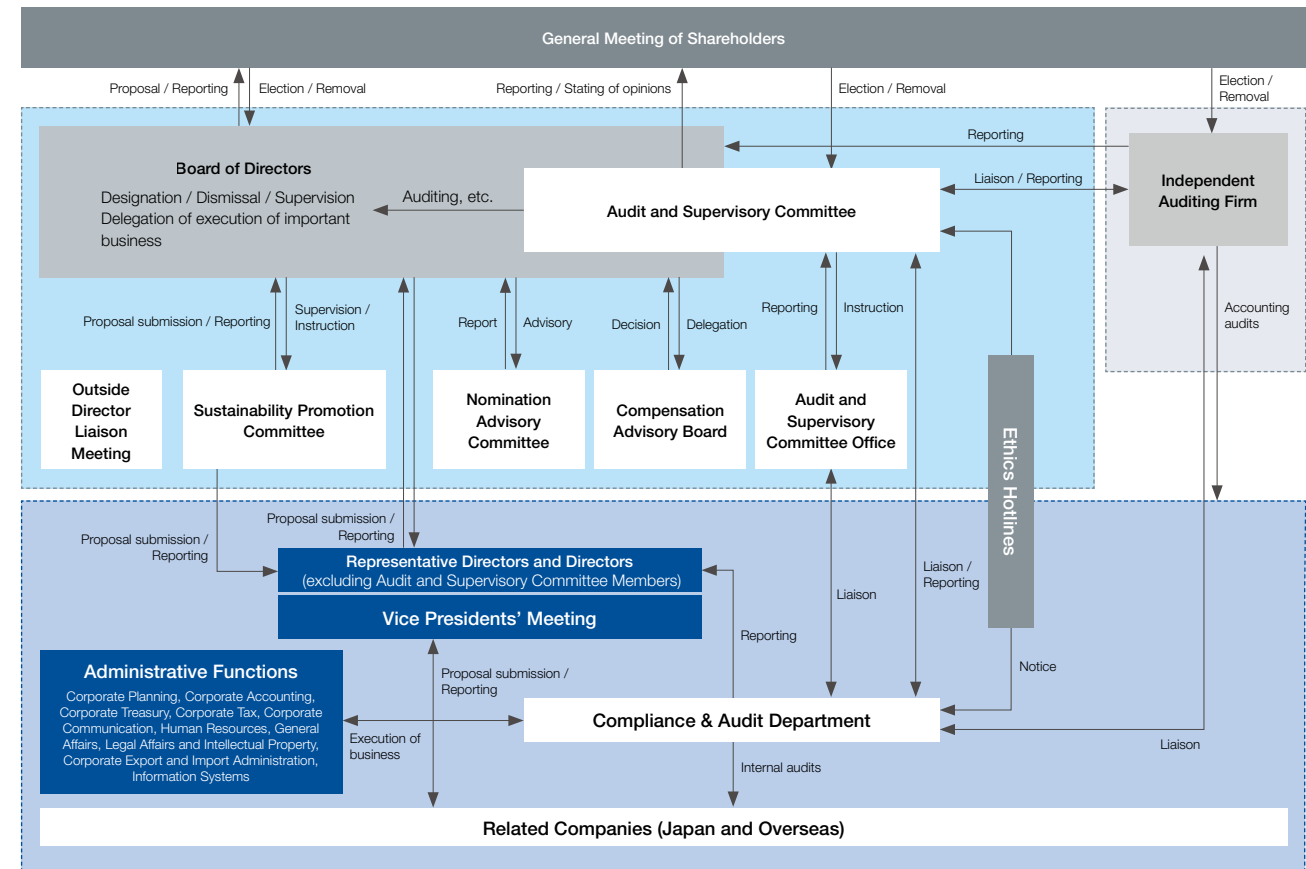 General Meeting of Shareholders
Proposal / Reporting
Election / Removal
Reporting / Stating of opinions
Election / Removal
Election /
Removal
Board of Directors
Designation / Dismissal / Supervision
Delegation of execution of important
business
Auditing, etc.
Audit and Supervisory Committee
Reporting
Liaison / Reporting
Independent
Auditing Firm
Proposal submission / Reporting
Supervision /
Instruction
Report
Advisory
Decision
Delegation
Reporting
Instruction
Accounting
audits
Outside
Director
Liaison
Meeting
Sustainability Promotion
Committee
Nomination
Advisory
Committee
Compensation
Advisory Board
Audit and
Supervisory
Committee Office
Ethics Hotlines
Proposal submission /
Reporting
Proposal submission /
Reporting
Representative Directors and Directors
(excluding Audit and Supervisory Committee Members)
Vice Presidents' Meeting
Liaison
Liaison /
Reporting
Reporting
Notice
Administrative Functions
Corporate Planning, Corporate Accounting,
Corporate Treasury, Corporate Tax, Corporate
Communication, Human Resources, General
Affairs, Legal Affairs and Intellectual Property,
Corporate Export and Import Administration,
Information Systems
Proposal submission /
Reporting
Execution of
business
Compliance & Audit Department
Liaison
Internal audits
Related Companies (Japan and Overseas)